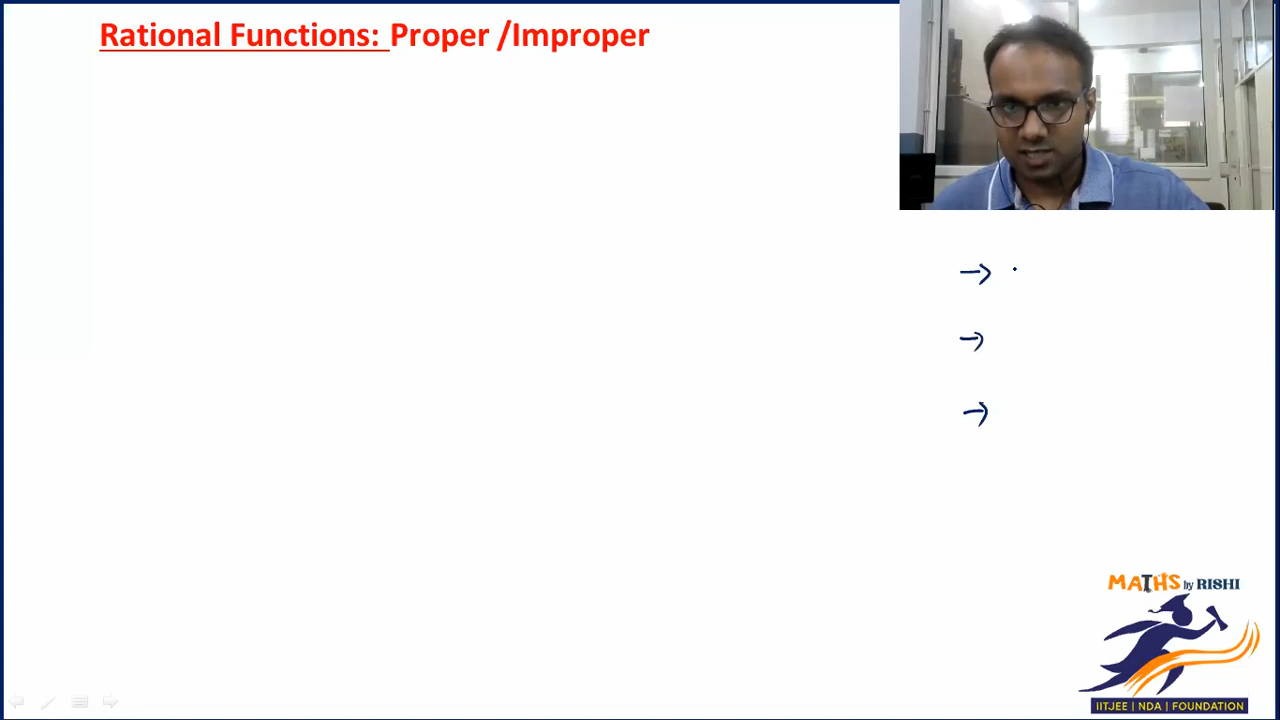 Rational Functions: Proper /Improper
→ .
→
→
MATHS by RISHI
IITJEE | NDA | FOUNDATION